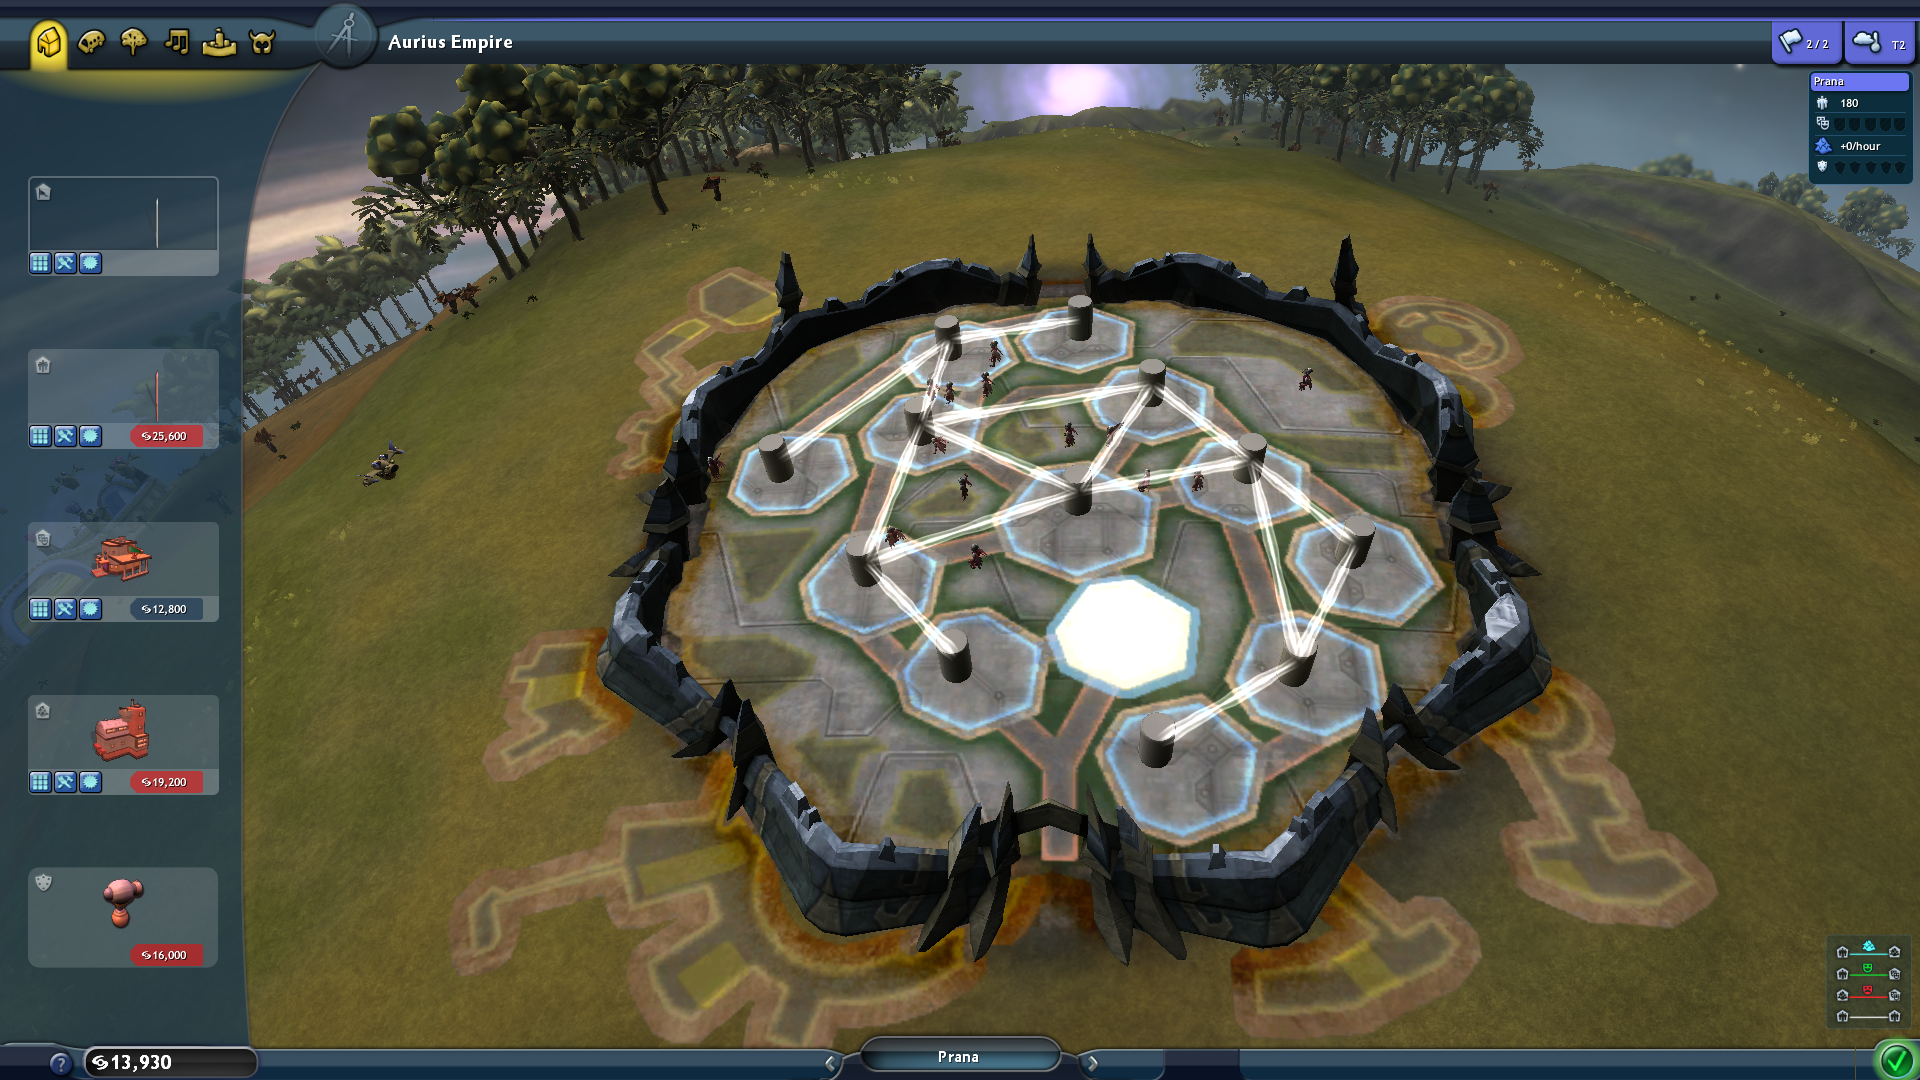 Aurius Empire
2 / 2
T2
Prana
180
+0/hour
25,600
12,800
19,200
16,000
? 13,930
Prana